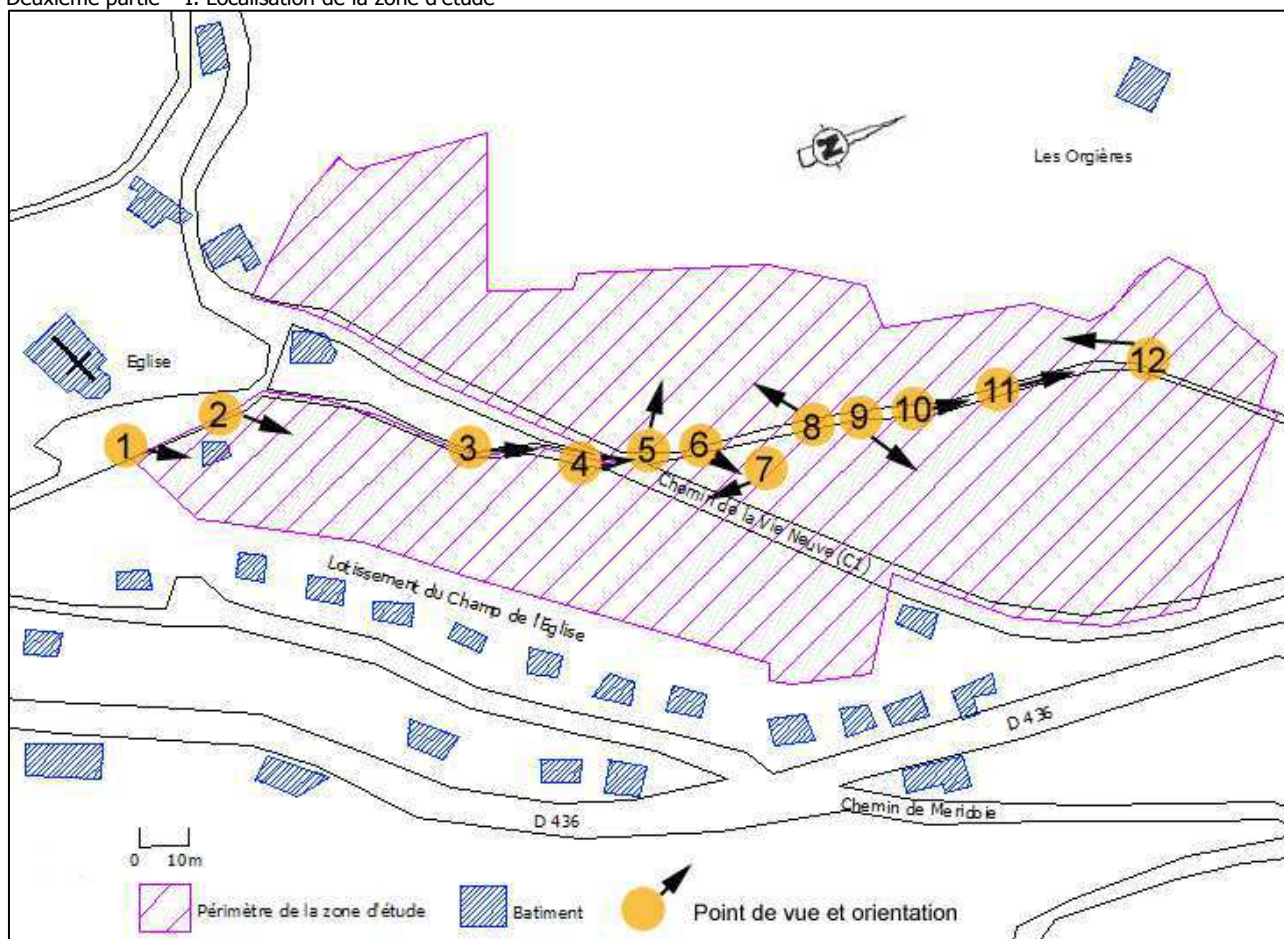 Deuxième partie – 1. Localisation de la zone d'étude
N
Les Orgières
Eglise
1
2
3
4
5
6
7
8
9
10
11
12
Chemin de la Vie Neuve (C1)
Lotissement du Champ de l'Eglise
D 436
D 436
Chemin de Meridoie
0 10m
Périmètre de la zone d'étude
Batiment
Point de vue et orientation